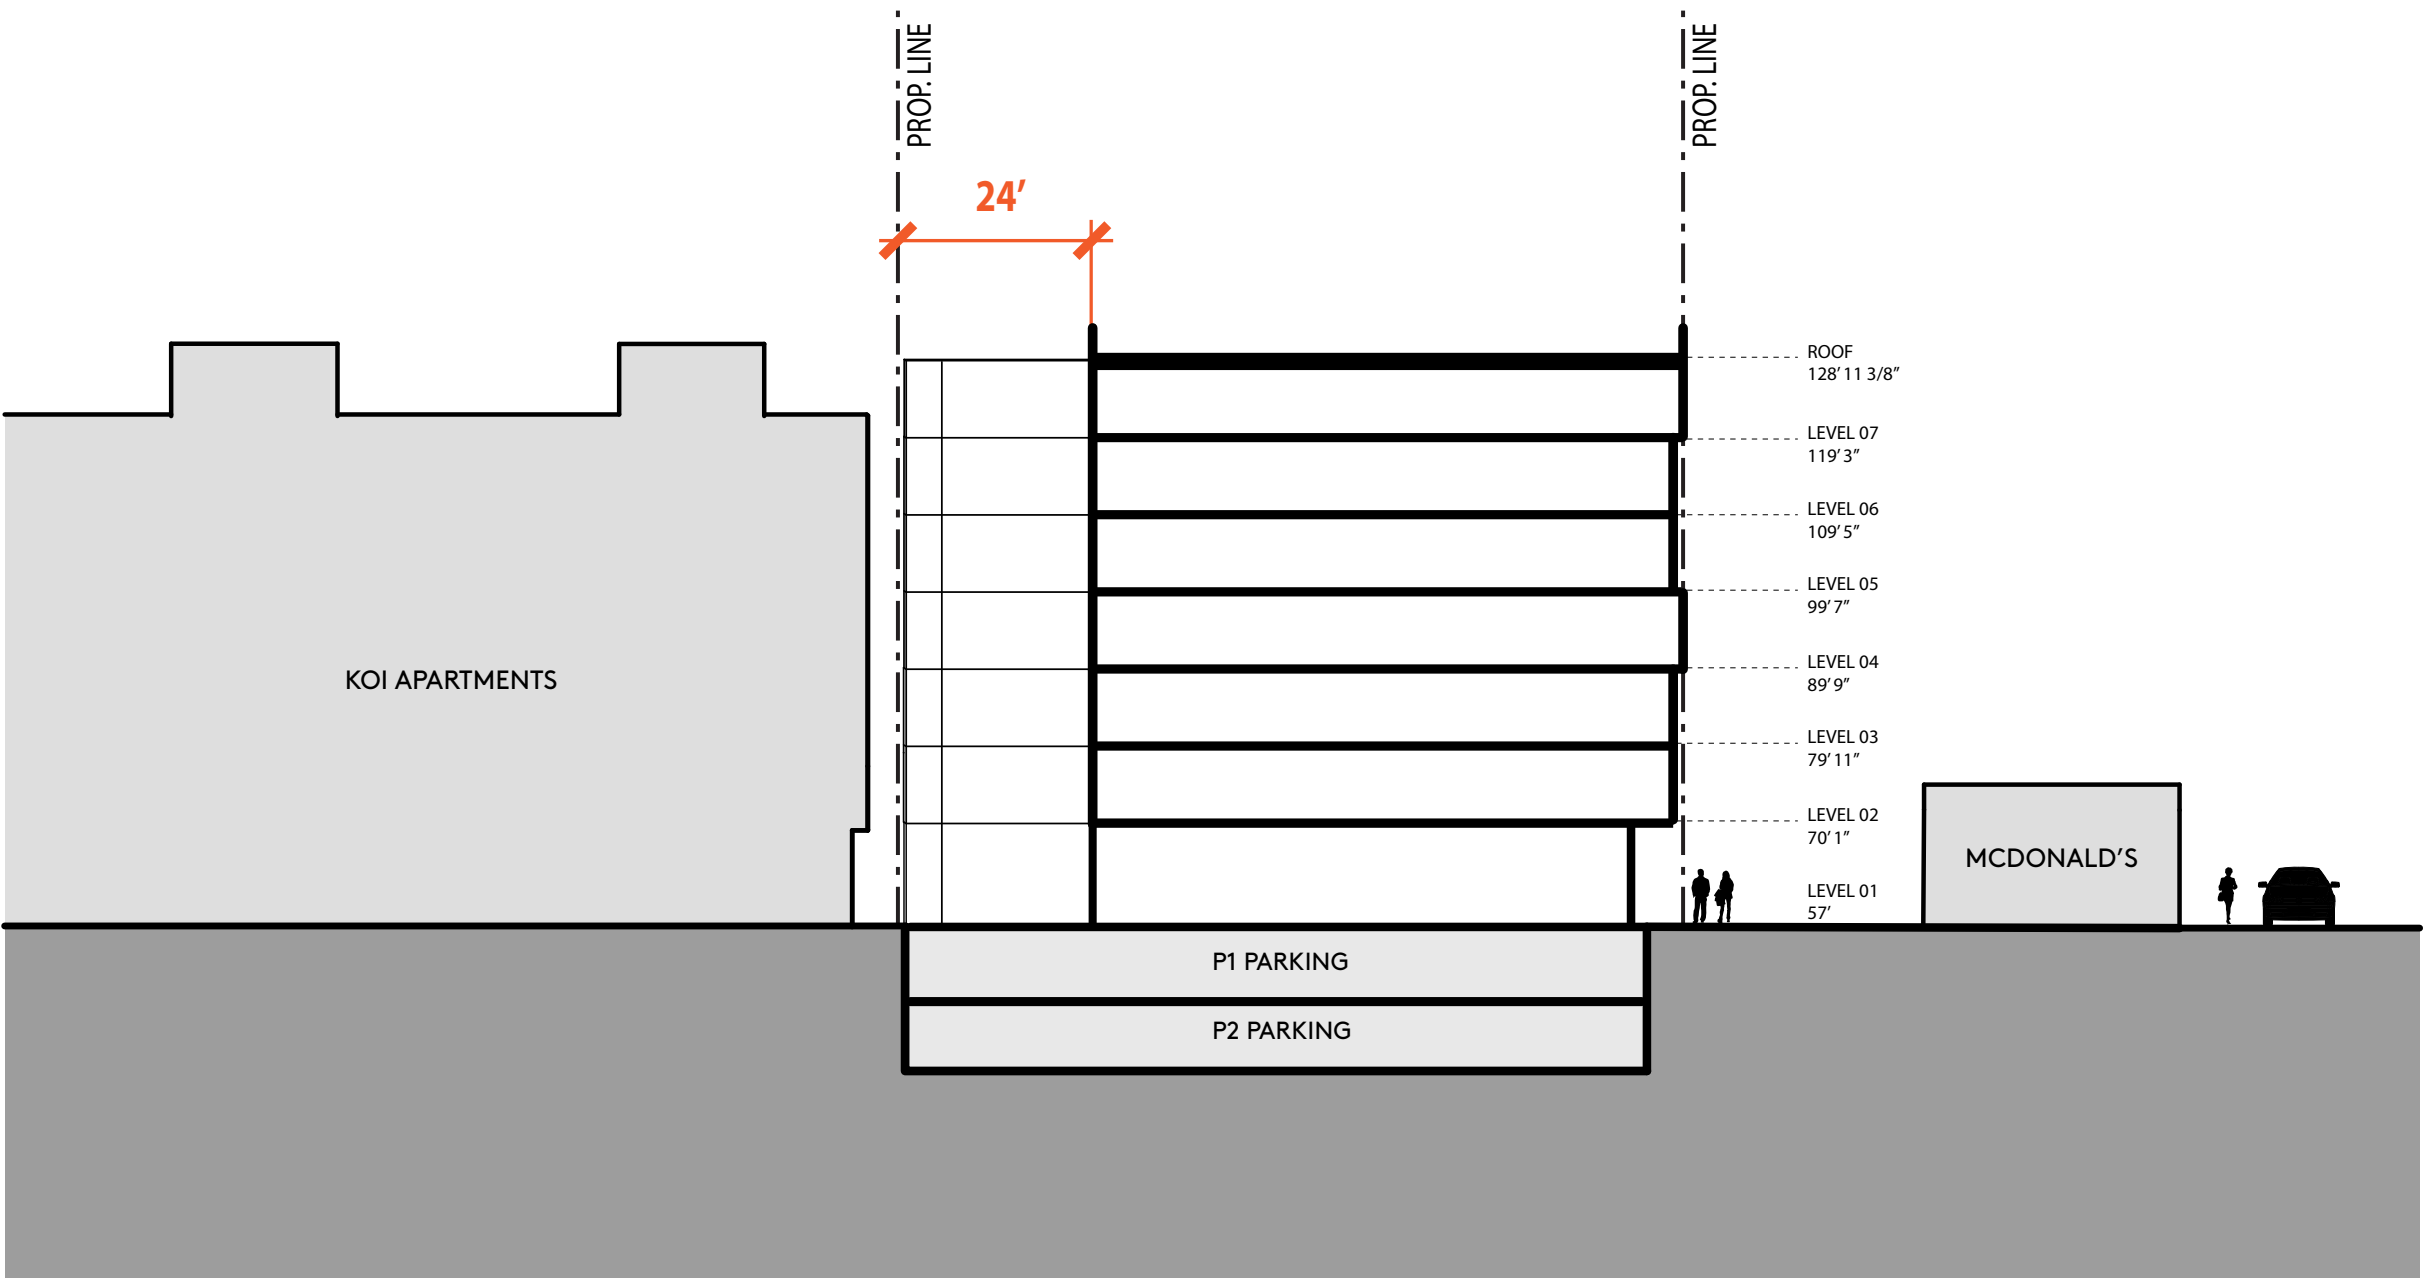 PROP. LINE
PROP. LINE
24’
ROOF
128’ 11 3/8”
LEVEL 07
119’ 3”
LEVEL 06
109’ 5”
LEVEL 05
99’ 7”
LEVEL 04
89’ 9”
LEVEL 03
79’ 11”
LEVEL 02
70’ 1”
LEVEL 01
57’
KOI APARTMENTS
MCDONALD’S
P1 PARKING
P2 PARKING